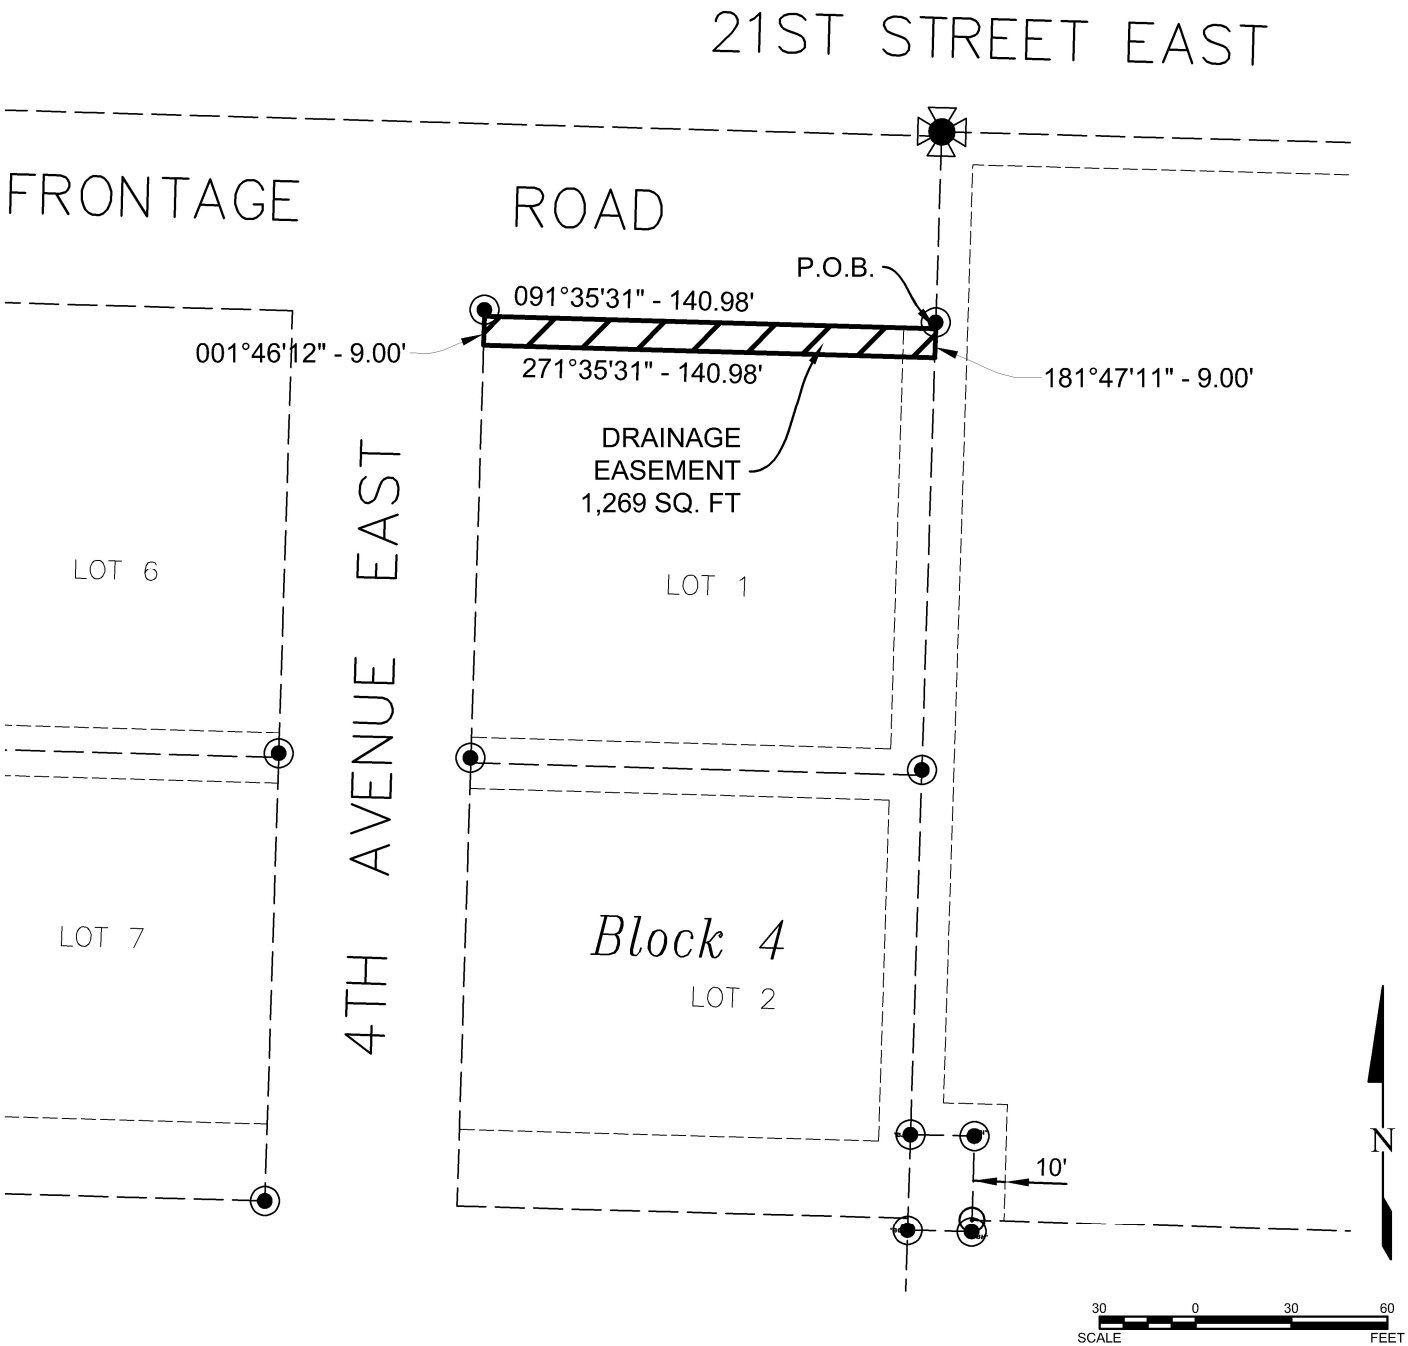 21ST STREET EAST
FRONTAGE ROAD
P.O.B.
091°35'31" - 140.98'
001°46'12" - 9.00'
271°35'31" - 140.98'
181°47'11" - 9.00'
DRAINAGE
EASEMENT
1,269 SQ. FT
4TH AVENUE EAST
LOT 6
LOT 1
LOT 7
Block 4
LOT 2
10'
N
30 0 30 60
SCALE FEET